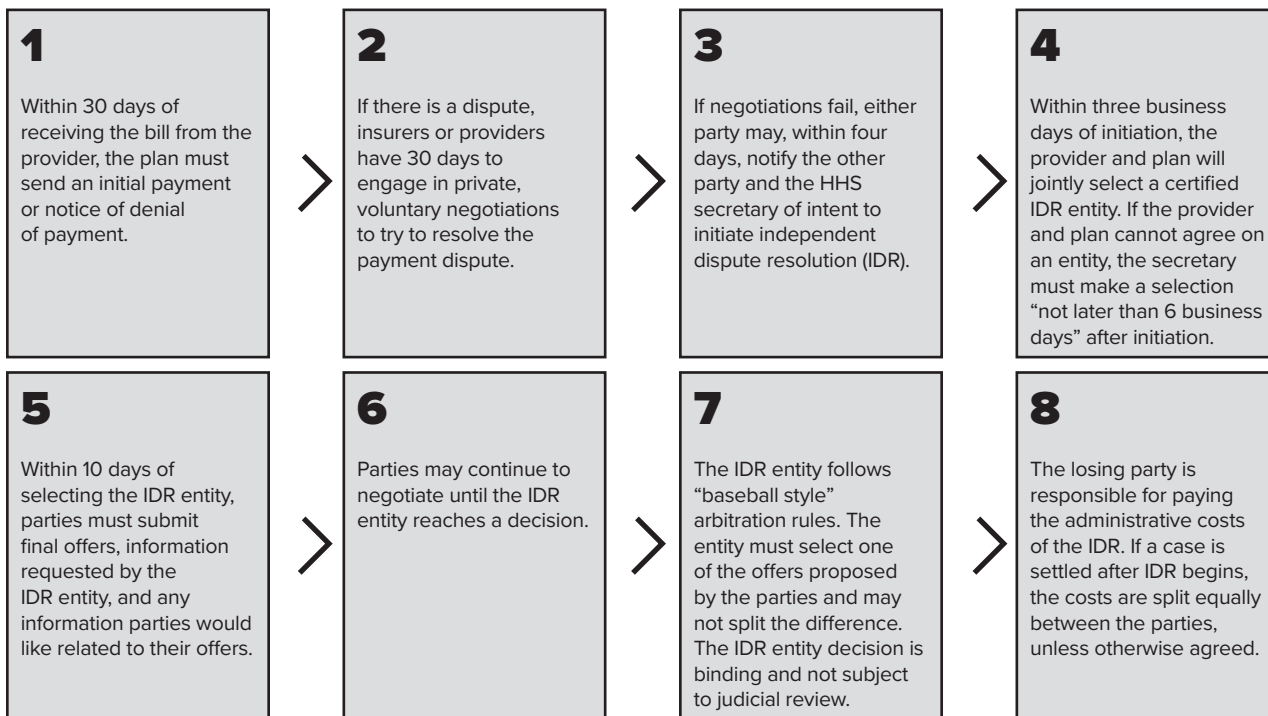 1
Within 30 days of
receiving the bill from the
provider, the plan must
send an initial payment
or notice of denial
of payment.
2
If there is a dispute,
insurers or providers
have 30 days to
engage in private,
voluntary negotiations
to try to resolve the
payment dispute.
3
If negotiations fail, either
party may, within four
days, notify the other
party and the HHS
secretary of intent to
initiate independent
dispute resolution (IDR).
4
Within three business
days of initiation, the
provider and plan will
jointly select a certified
IDR entity. If the provider
and plan cannot agree on
an entity, the secretary
must make a selection
“not later than 6 business
days” after initiation.
5
Within 10 days of
selecting the IDR entity,
parties must submit
final offers, information
requested by the
IDR entity, and any
information parties would
like related to their offers.
6
Parties may continue to
negotiate until the IDR
entity reaches a decision.
7
The IDR entity follows
“baseball style”
arbitration rules. The
entity must select one
of the offers proposed
by the parties and may
not split the difference.
The IDR entity decision is
binding and not subject
to judicial review.
8
The losing party is
responsible for paying
the administrative costs
of the IDR. If a case is
settled after IDR begins,
the costs are split equally
between the parties,
unless otherwise agreed.